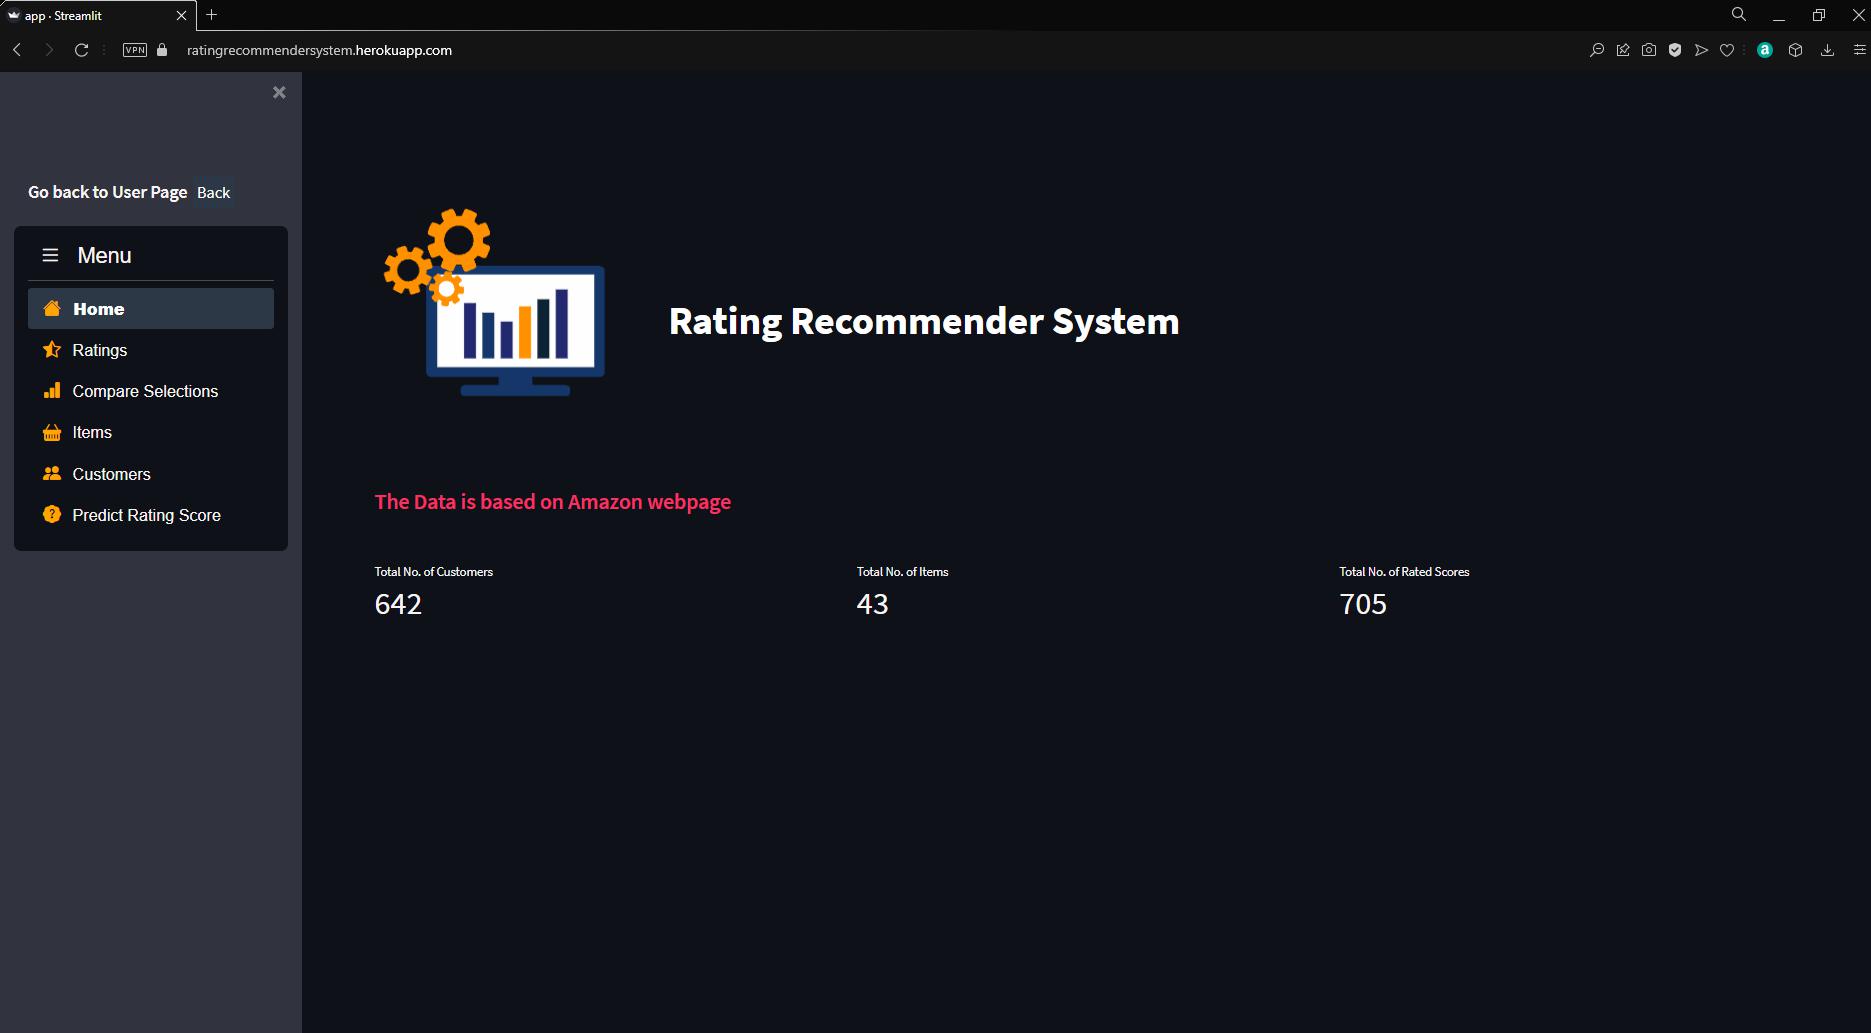 app · Streamlit
VPN
ratingrecommendersystem.herokuapp.com
a
Go back to User Page Back
Menu
Home
Ratings
Compare Selections
Items
Customers
Predict Rating Score
Rating Recommender System
The Data is based on Amazon webpage
Total No. of Customers
642
Total No. of Items
43
Total No. of Rated Scores
705